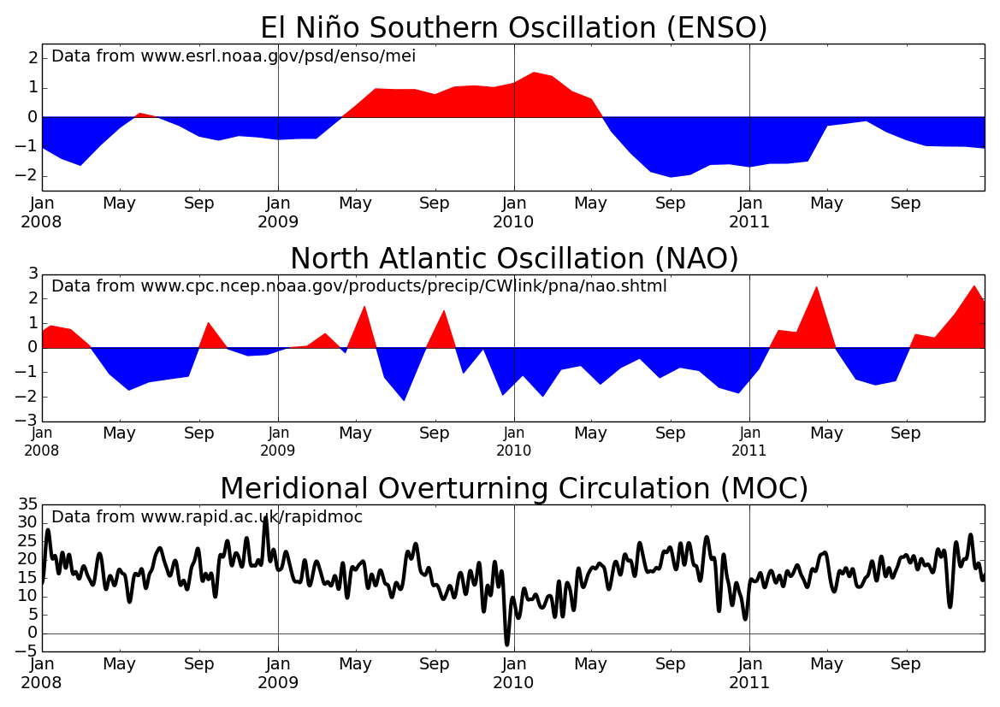 El Niño Southern Oscillation (ENSO)
Data from www.esrl.noaa.gov/psd/enso/mei
2
1
0
−1
−2
Jan May Sep Jan May Sep Jan May Sep Jan May Sep
2008 2009 2010 2011
North Atlantic Oscillation (NAO)
Data from www.cpc.ncep.noaa.gov/products/precip/CWlink/pna/nao.shtml
3
2
1
0
−1
−2
−3
Jan May Sep Jan May Sep Jan May Sep Jan May Sep
2008 2009 2010 2011
Meridional Overturning Circulation (MOC)
Data from www.rapid.ac.uk/rapidmoc
35
30
25
20
15
10
5
0
−5
Jan May Sep Jan May Sep Jan May Sep Jan May Sep
2008 2009 2010 2011